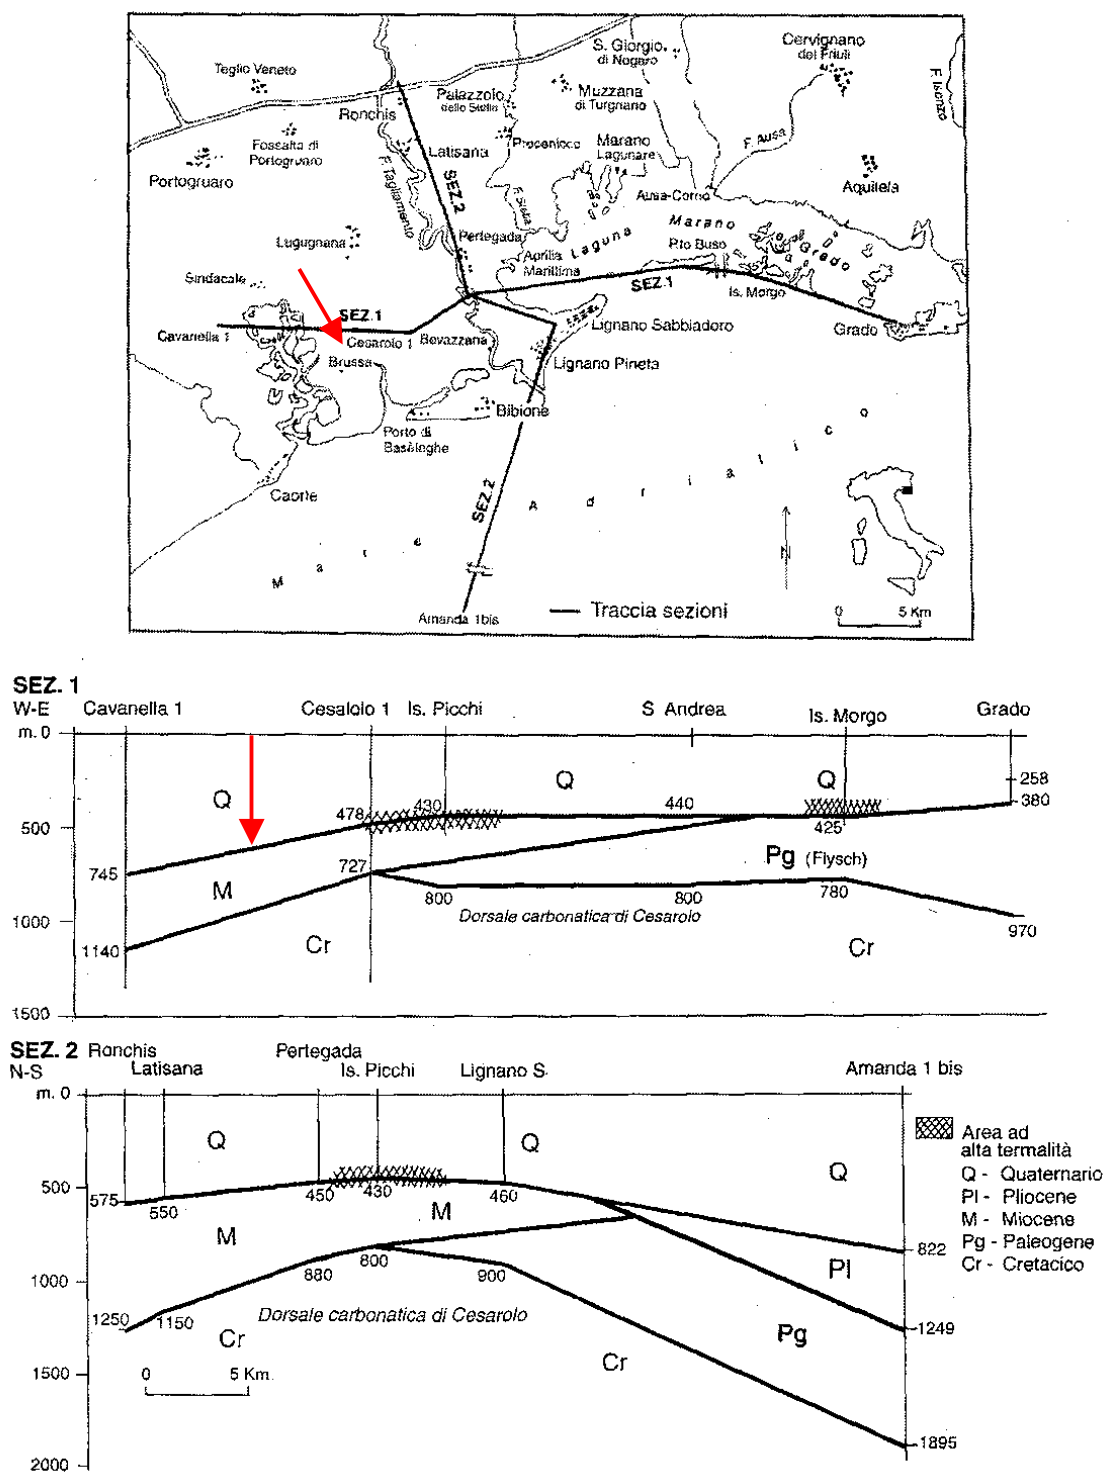 S. Giorgio
di Nogaro
Cervignano
del Friuli
F. Isonzo
Teglio Veneto
Palazzolo
dello Stella
Muzzana
di Turgnano
Ronchis
Fossalta di
Portogruaro
Latisana
Precenicco
Marano
Lagunare
F. Ausa
Portogruaro
F. Tagliamento
SEZ.2
F. Stella
Ausa-Corno
Aquileia
Lugugnana
Pertegada
Laguna
Marano
Grado
Aprilia
Marittima
P.to Buso
Sindacale
SEZ.1
Is. Morgo
SEZ.1
Cavanella 1
Cesarolo 1
Bevazzana
Lignano Sabbiadoro
Grado
Brussa
Lignano Pineta
Bibione
Porto di
Baseleghe
Caorle
SEZ.2
Mare
Adriatico
N
Amanda 1bis
Traccia sezioni
0 5 Km
SEZ. 1
W-E Cavanella 1 Cesalolo 1 Is. Picchi S Andrea Is. Morgo Grado
m. 0
Q Q Q
258
478 430 440 380
500 425
727 Pg (Flysch)
745 M
800 800 780
Dorsale carbonatica di Cesarolo
1000
1140 Cr Cr 970
1500
SEZ. 2 Ronchis Pertegada
N-S Latisana Is. Picchi Lignano S. Amanda 1 bis
m. 0
Q Q Q
500
575 550 450 430 460
M M
822
880 800 900 Pl
1000
1250 1150 Dorsale carbonatica di Cesarolo 1249
Cr Cr Pg
1500
0 5 Km.
1895
2000
Area ad
alta termalità
Q - Quaternario
Pl - Pliocene
M - Miocene
Pg - Paleogene
Cr - Cretacico